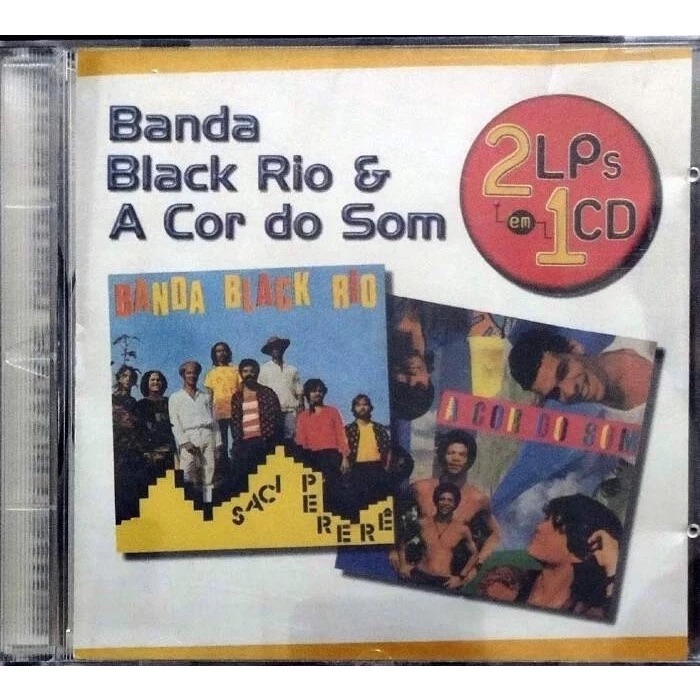 Banda
Black Rio &
A Cor do Som
2 LPs
em
1 CD
BANDA BLACK RIO
SACI
PERERÊ
A COR DO SOM